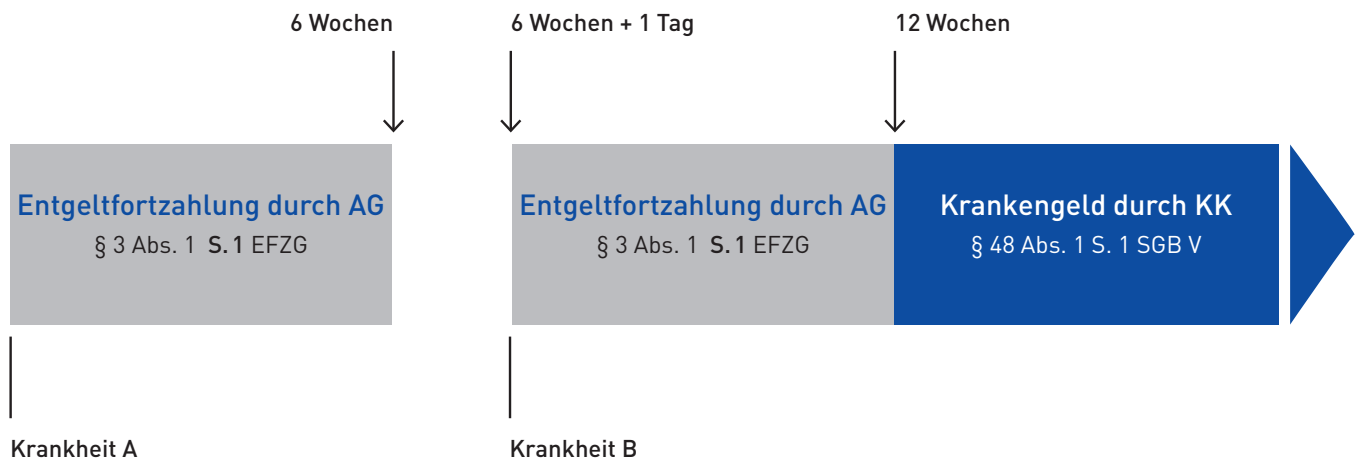 6 Wochen
6 Wochen + 1 Tag
12 Wochen
Entgeltfortzahlung durch AG
§ 3 Abs. 1 S. 1 EFZG
Entgeltfortzahlung durch AG
§ 3 Abs. 1 S. 1 EFZG
Krankengeld durch KK
§ 48 Abs. 1 S. 1 SGB V
Krankheit A
Krankheit B